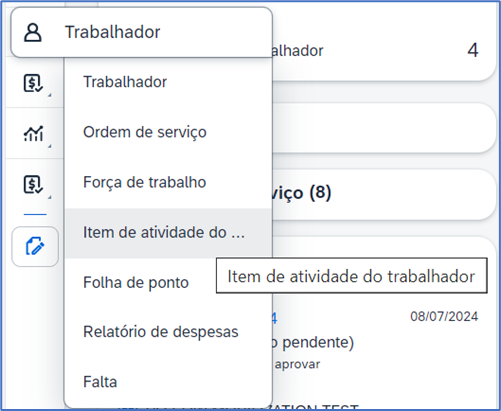 Trabalhador
alhador
4
Trabalhador
Ordem de serviço
Força de trabalho
viço (8)
Item de atividade do ...
Item de atividade do trabalhador
Folha de ponto
4
08/07/2024
Relatório de despesas
o pendente)
aprovar
Falta